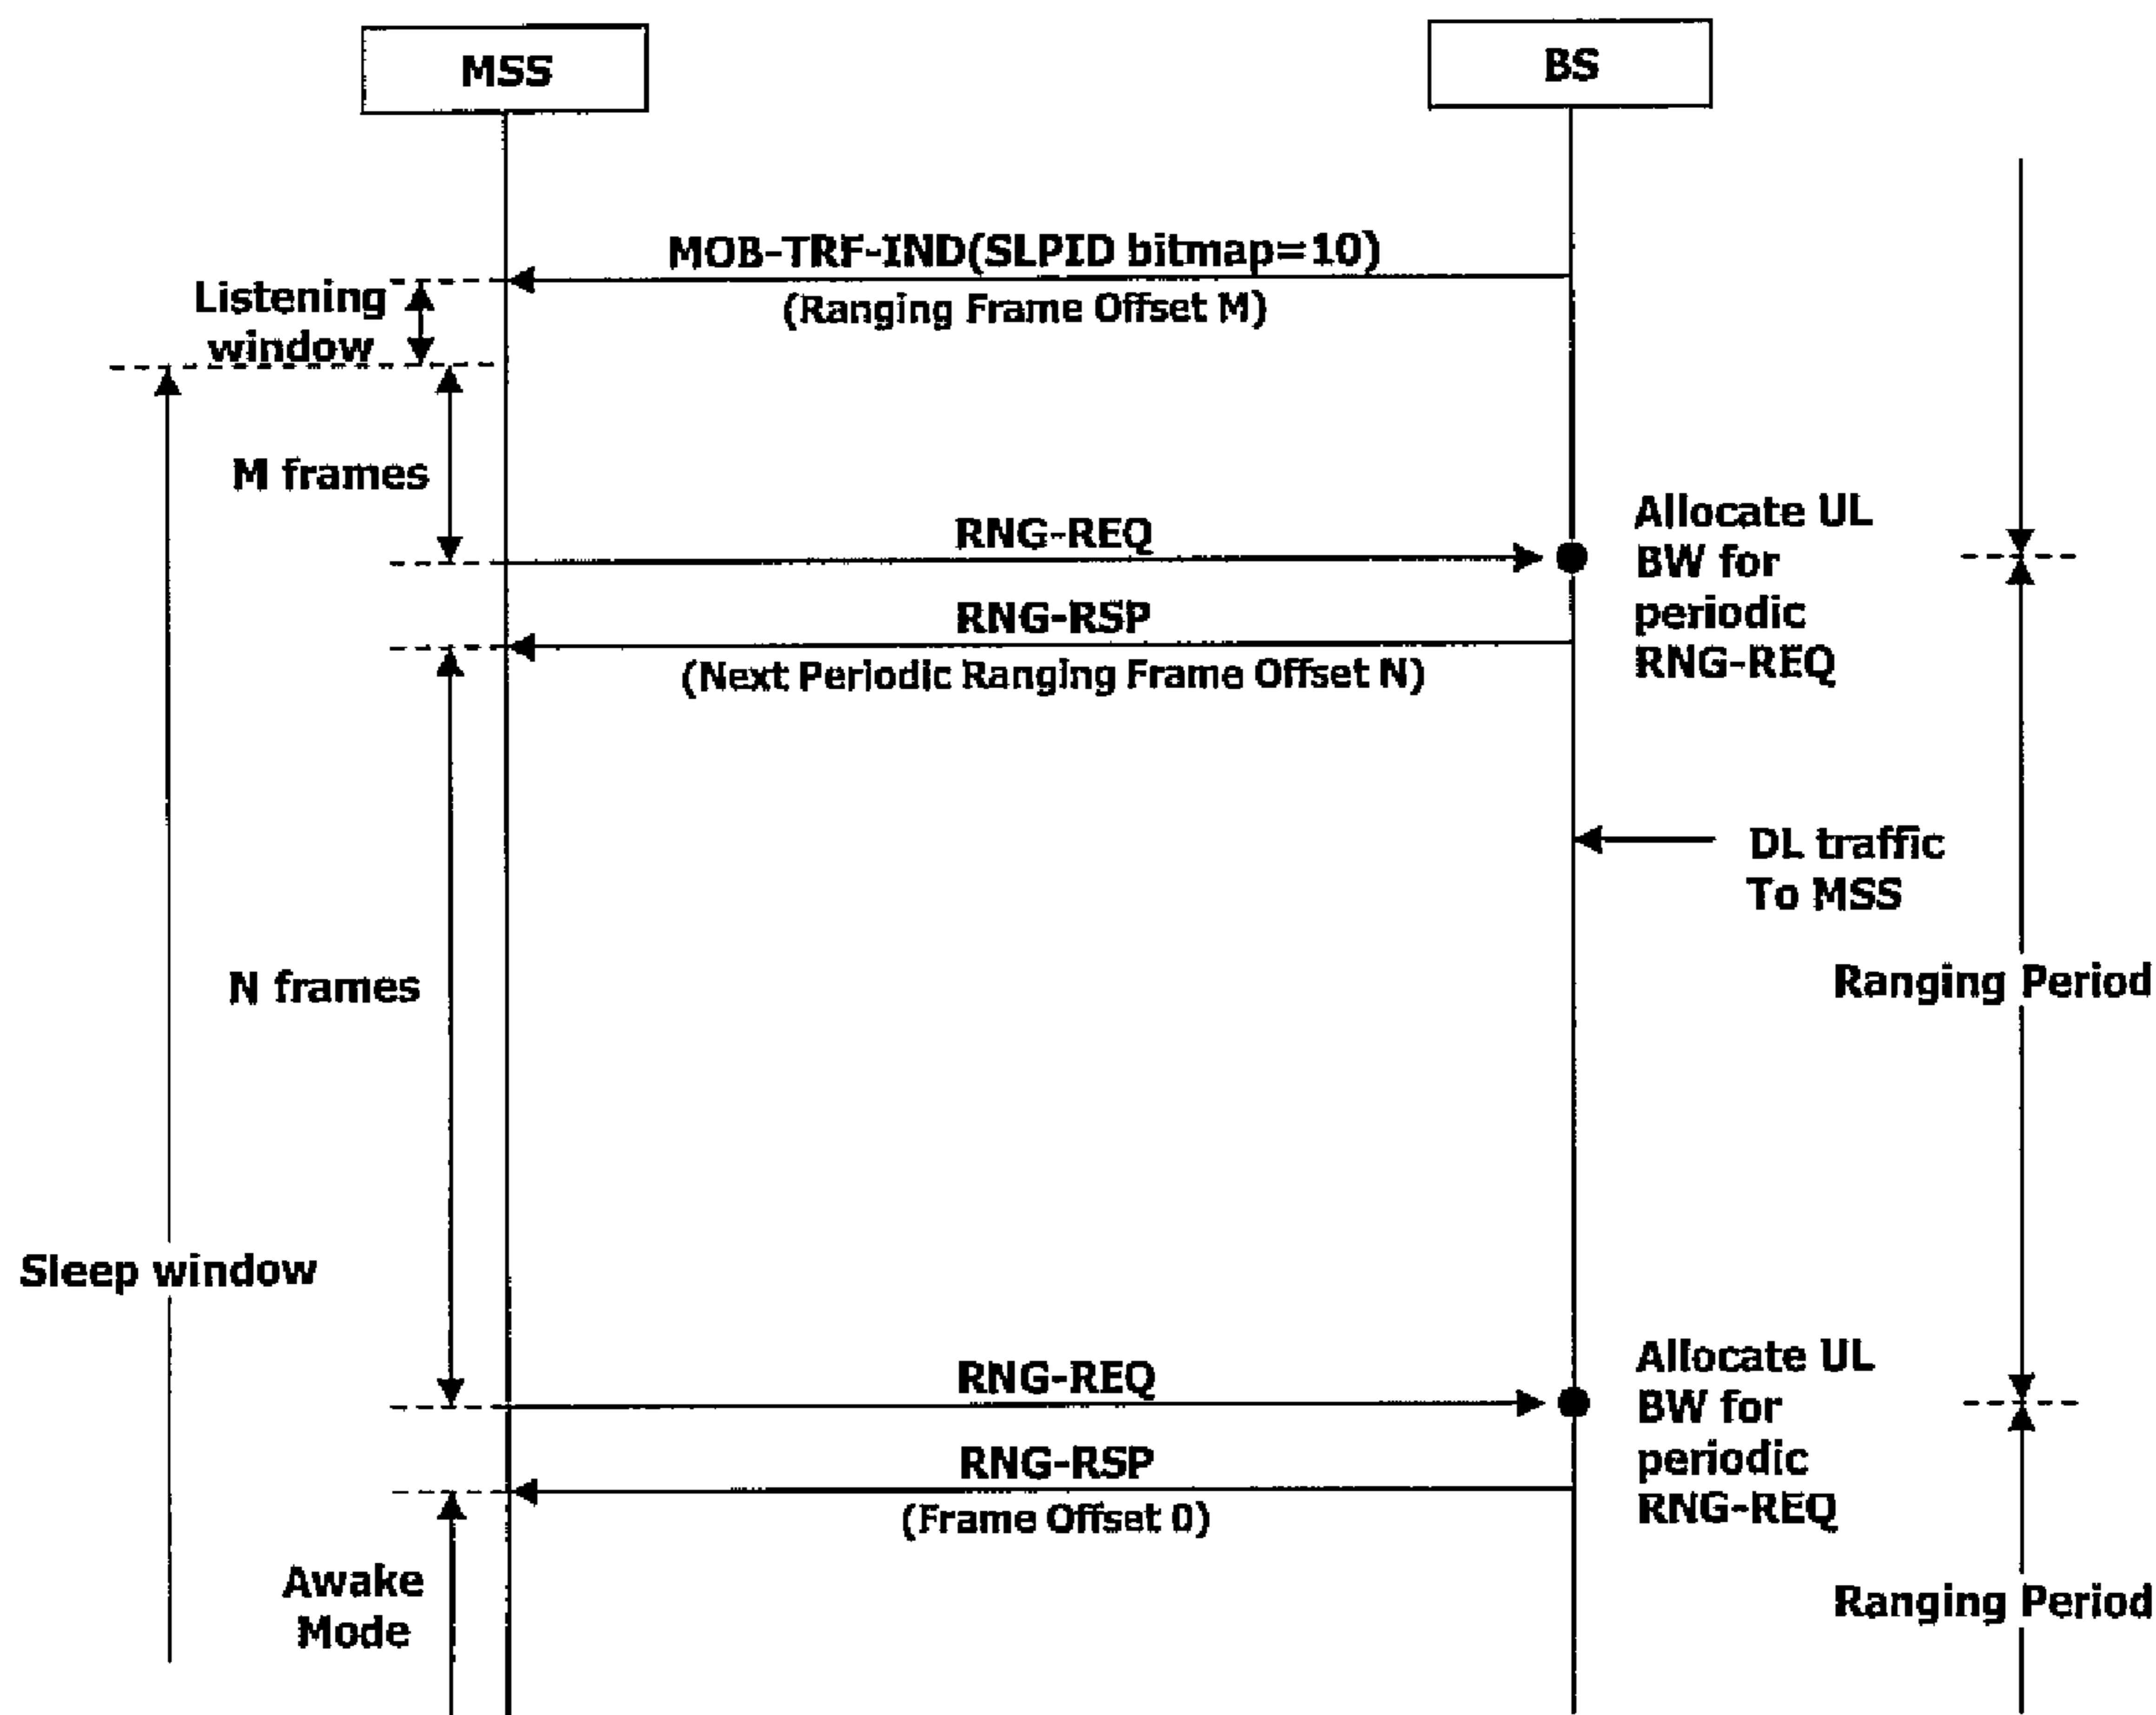 MSS
BS
MOB-TRF-IND(SLPID bitmap=10)
(Ranging Frame Offset M)
Listening
window
M frames
RNG-REQ
Allocate UL
BW for
periodic
RNG-REQ
RNG-RSP
(Next Periodic Ranging Frame Offset N)
DL traffic
To MSS
N frames
Ranging Period
Sleep window
RNG-REQ
Allocate UL
BW for
periodic
RNG-REQ
RNG-RSP
(Frame Offset 0)
Awake
Mode
Ranging Period